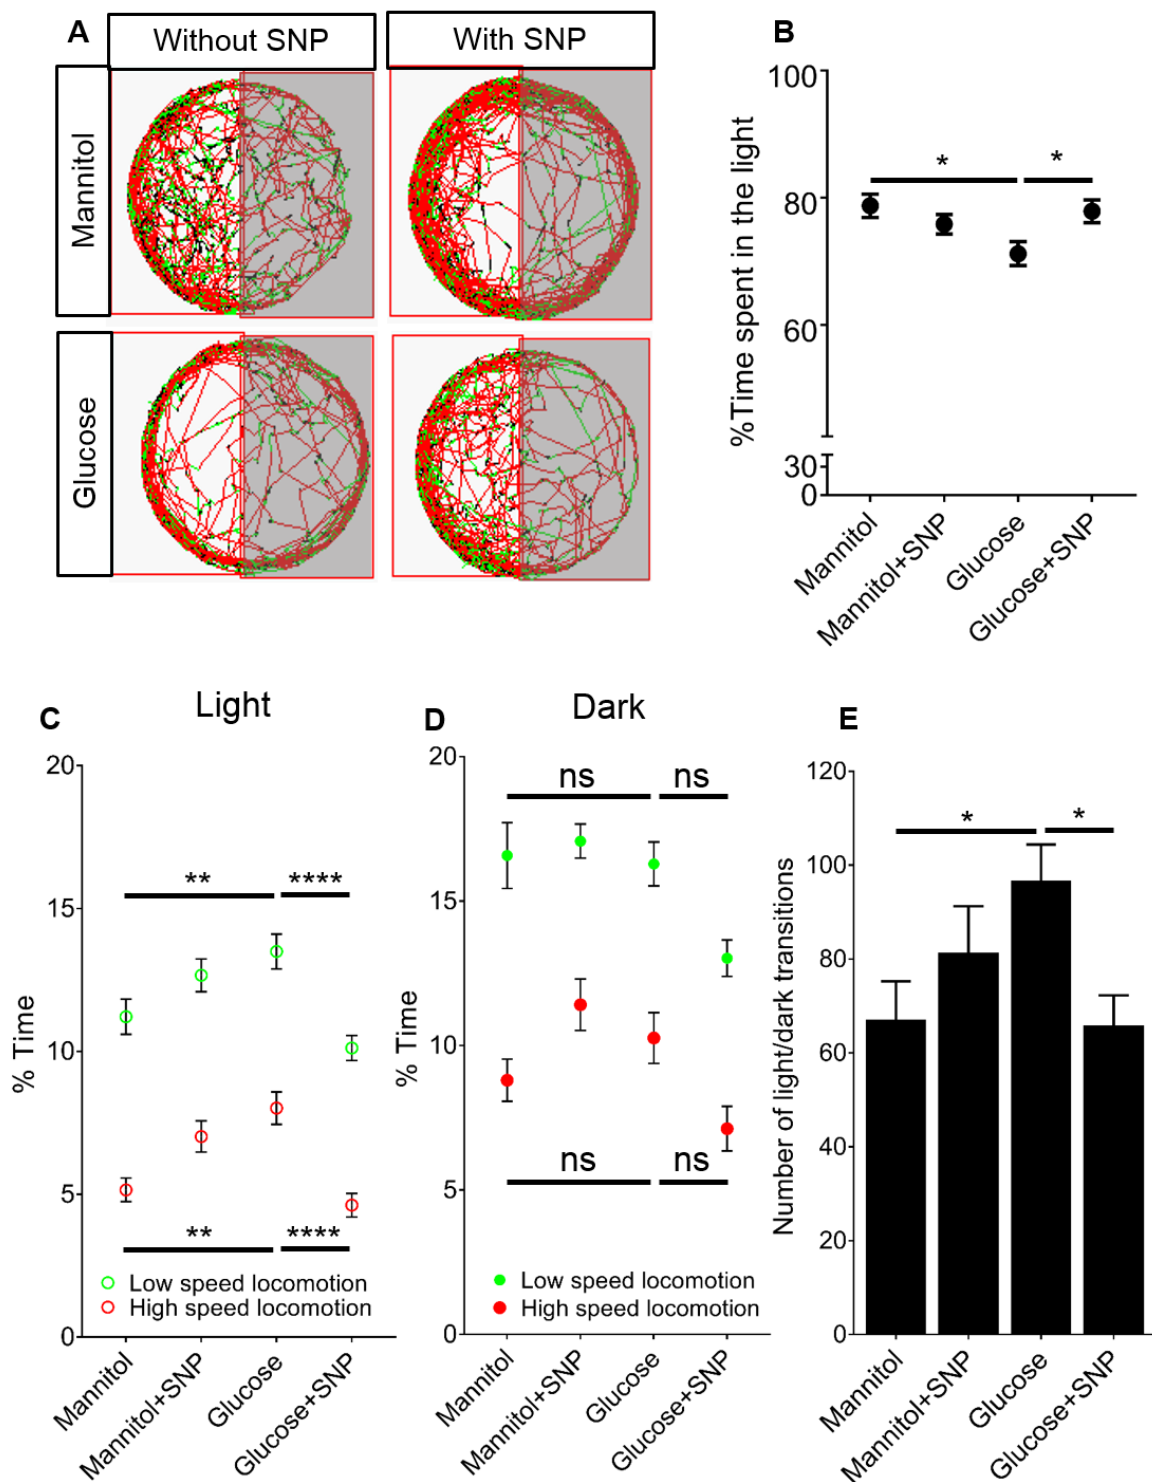 A
Without SNP
With SNP
Mannitol
Glucose
B
%Time spent in the light
100
80
60
30
0
*
*
Mannitol
Mannitol+SNP
Glucose
Glucose+SNP
C
Light
% Time
20
15
10
5
0
**
****
**
****
Low speed locomotion
High speed locomotion
Mannitol
Mannitol+SNP
Glucose
Glucose+SNP
D
Dark
% Time
20
15
10
5
0
ns
ns
ns
ns
Low speed locomotion
High speed locomotion
Mannitol
Mannitol+SNP
Glucose
Glucose+SNP
E
Number of light/dark transitions
120
100
80
60
40
20
0
*
*
Mannitol
Mannitol+SNP
Glucose
Glucose+SNP